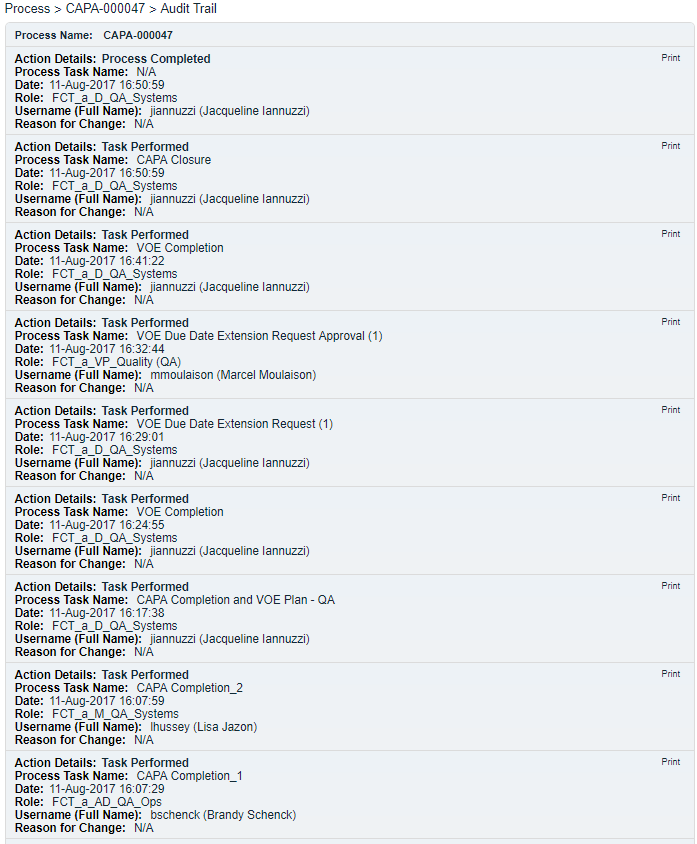 Process > CAPA-000047 > Audit Trail
Process Name: CAPA-000047
Action Details: Process Completed Print
Process Task Name: N/A
Date: 11-Aug-2017 16:50:59
Role: FCT_a_D_QA_Systems
Username (Full Name): jiannuzzi (Jacqueline Iannuzzi)
Reason for Change: N/A
Action Details: Task Performed Print
Process Task Name: CAPA Closure
Date: 11-Aug-2017 16:50:59
Role: FCT_a_D_QA_Systems
Username (Full Name): jiannuzzi (Jacqueline Iannuzzi)
Reason for Change: N/A
Action Details: Task Performed Print
Process Task Name: VOE Completion
Date: 11-Aug-2017 16:41:22
Role: FCT_a_D_QA_Systems
Username (Full Name): jiannuzzi (Jacqueline Iannuzzi)
Reason for Change: N/A
Action Details: Task Performed Print
Process Task Name: VOE Due Date Extension Request Approval (1)
Date: 11-Aug-2017 16:32:44
Role: FCT_a_VP_Quality (QA)
Username (Full Name): mmoulaison (Marcel Moulaison)
Reason for Change: N/A
Action Details: Task Performed Print
Process Task Name: VOE Due Date Extension Request (1)
Date: 11-Aug-2017 16:29:01
Role: FCT_a_D_QA_Systems
Username (Full Name): jiannuzzi (Jacqueline Iannuzzi)
Reason for Change: N/A
Action Details: Task Performed Print
Process Task Name: VOE Completion
Date: 11-Aug-2017 16:24:55
Role: FCT_a_D_QA_Systems
Username (Full Name): jiannuzzi (Jacqueline Iannuzzi)
Reason for Change: N/A
Action Details: Task Performed Print
Process Task Name: CAPA Completion and VOE Plan - QA
Date: 11-Aug-2017 16:17:38
Role: FCT_a_D_QA_Systems
Username (Full Name): jiannuzzi (Jacqueline Iannuzzi)
Reason for Change: N/A
Action Details: Task Performed Print
Process Task Name: CAPA Completion_2
Date: 11-Aug-2017 16:07:59
Role: FCT_a_M_QA_Systems
Username (Full Name): lhussey (Lisa Jazon)
Reason for Change: N/A
Action Details: Task Performed Print
Process Task Name: CAPA Completion_1
Date: 11-Aug-2017 16:07:29
Role: FCT_a_AD_QA_Ops
Username (Full Name): bschenck (Brandy Schenck)
Reason for Change: N/A